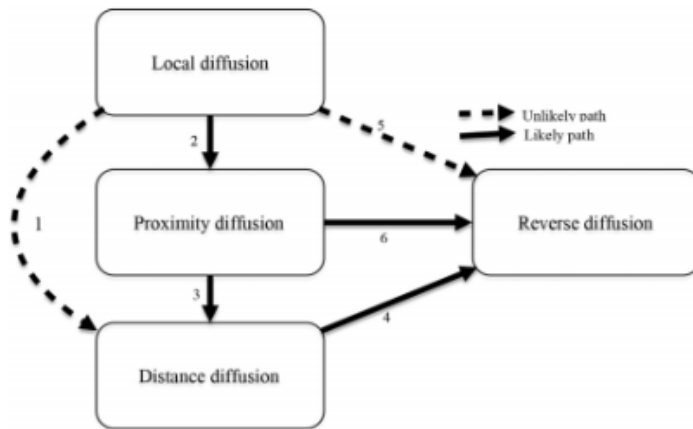 Local diffusion
Unlikely path
Likely path
5
2
1
Proximity diffusion
6
Reverse diffusion
3
4
Distance diffusion